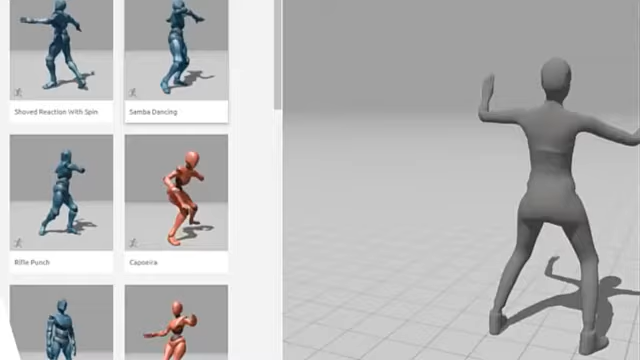 Shoved Reaction With Spin
Samba Dancing
Rifle Punch
Capoeira